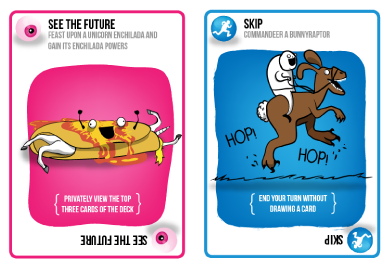 SEE THE FUTURE
FEAST UPON A UNICORN ENCHILADA AND
GAIN ITS ENCHILADA POWERS
PRIVATELY VIEW THE TOP
THREE CARDS OF THE DECK
SEE THE FUTURE
SKIP
COMMANDEER A BUNNYRAPTOR
HOP!
HOP!
END YOUR TURN WITHOUT
DRAWING A CARD
SKIP